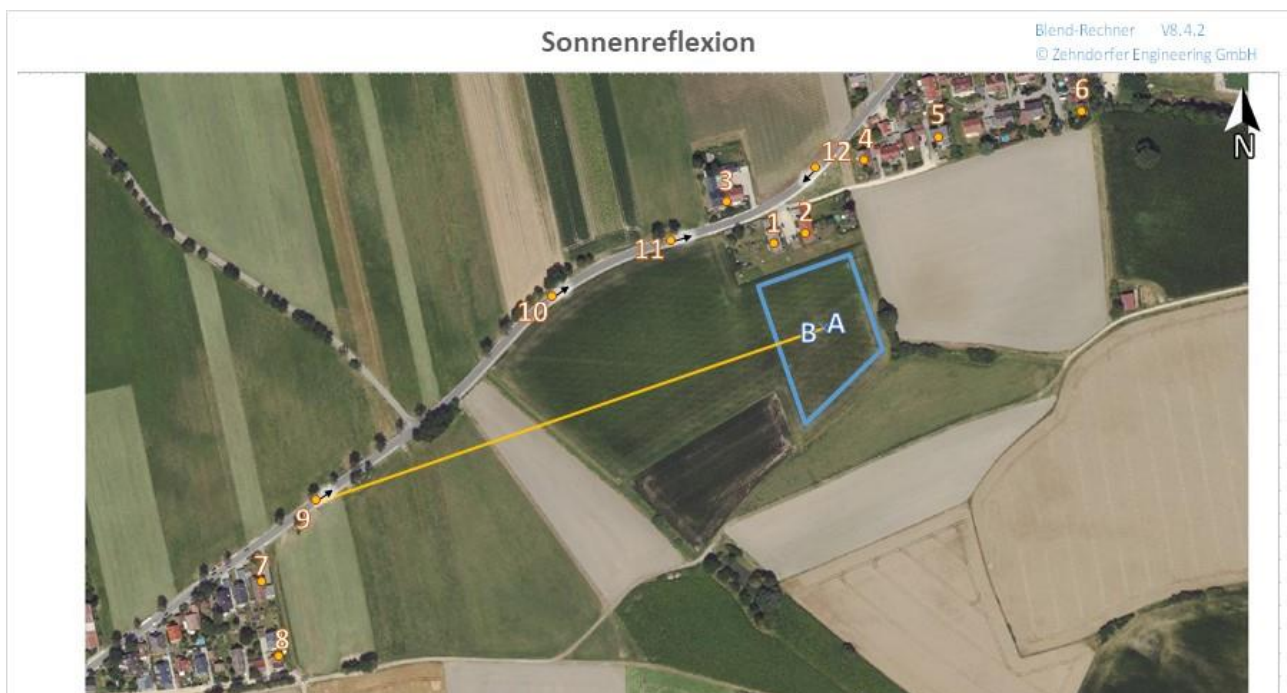 Sonnenreflexion
Blend-Rechner V8.4.2
© Zehndorfer Engineering GmbH
6
5
N
12
4
3
1
2
11
10
B
A
9
7
8